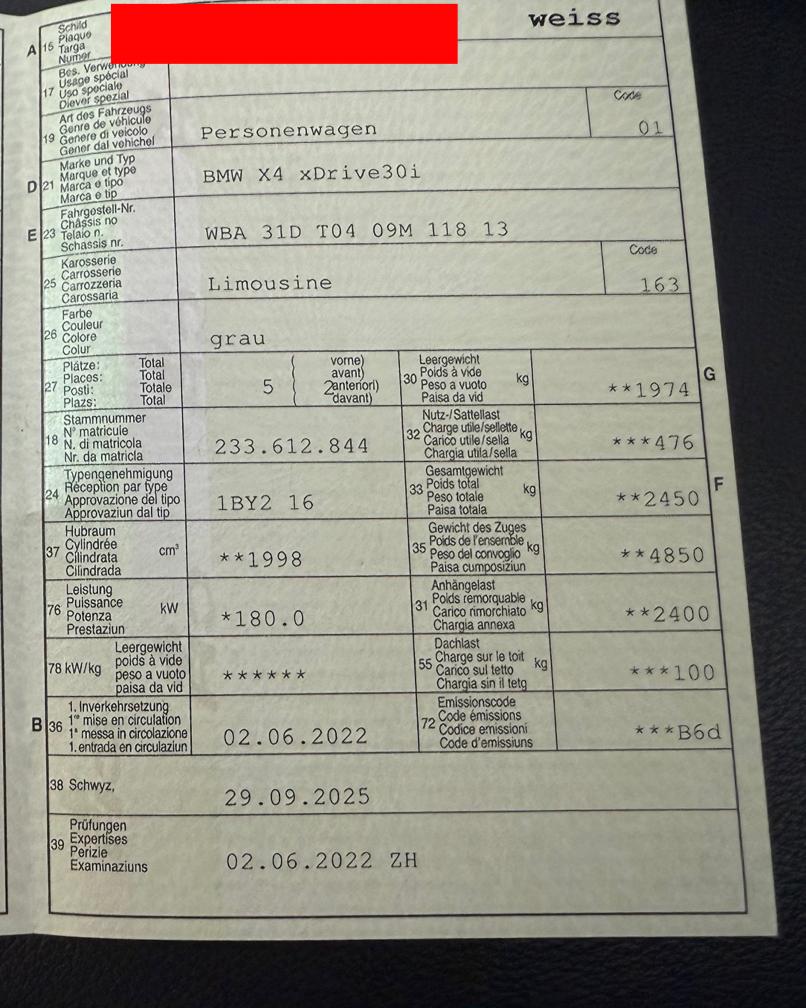 weiss
A 15 Schild
Plaque
Targa
Numer
17 Bes. Verwendung
Usage spécial
Uso speciale
Diever spezial
19 Art des Fahrzeugs
Genre de véhicule
Genere di veicolo
Gener dal vehichel
Personenwagen
Code
01
D 21 Marke und Typ
Marque et type
Marca e tipo
Marca e tip
BMW X4 xDrive30i
E 23 Fahrgestell-Nr.
Châssis no
Telaio n.
Schassis nr.
WBA 31D T04 09M 118 13
25 Karosserie
Carrosserie
Carrozzeria
Carossaria
Limousine
Code
163
26 Farbe
Couleur
Colore
Colur
grau
27 Plätze: Total
Places: Total
Posti: Totale
Plazs: Total
5
vorne)
avant)
2 anteriori)
davant)
30 Leergewicht
Poids à vide
Peso a vuoto
Paisa da vid
kg
**1974
G
18 Stammnummer
N° matricule
N. di matricola
Nr. da matricla
233.612.844
32 Nutz-/Sattellast
Charge utile/sellette
Carico utile/sella
Chargia utila/sella
kg
***476
24 Typengenehmigung
Réception par type
Approvazione del tipo
Approvaziun dal tip
1BY2 16
33 Gesamtgewicht
Poids total
Peso totale
Paisa totala
kg
**2450
F
37 Hubraum
Cylindrée
Cilindrata
Cilindrada
cm³
**1998
35 Gewicht des Zuges
Poids de l'ensemble
Peso del convoglio
Paisa cumposiziun
kg
**4850
76 Leistung
Puissance
Potenza
Prestaziun
kW
*180.0
31 Anhängelast
Poids remorquable
Carico rimorchiato
Chargia annexa
kg
**2400
78 kW/kg
Leergewicht
poids à vide
peso a vuoto
paisa da vid
******
55 Dachlast
Charge sur le toit
Carico sul tetto
Chargia sin il tetg
kg
***100
B 36 1. Inverkehrsetzung
1re mise en circulation
1a messa in circolazione
1. entrada en circulaziun
02.06.2022
72 Emissionscode
Code émissions
Codice emissioni
Code d'emissiuns
***B6d
38 Schwyz,
29.09.2025
39 Prüfungen
Expertises
Perizie
Examinaziuns
02.06.2022 ZH